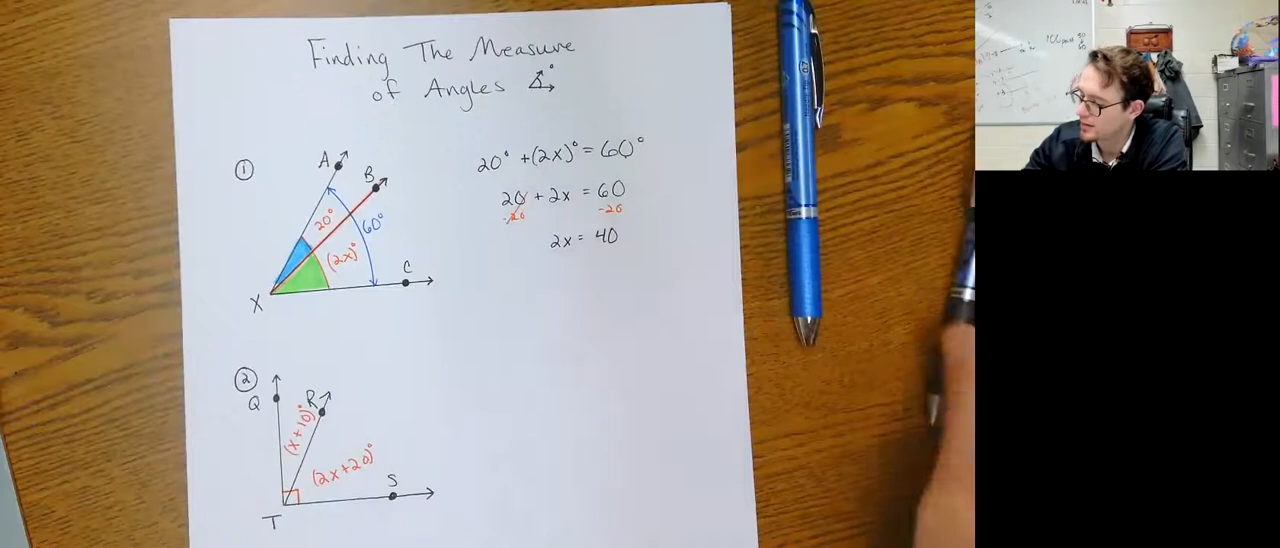 Finding The Measure
of Angles
1
A
B
20°
60°
(2x)°
C
X
20° + (2x)° = 60°
20 + 2x = 60
-20 -20
2x = 40
2
Q
R
(x+10)°
(2x+20)°
S
T